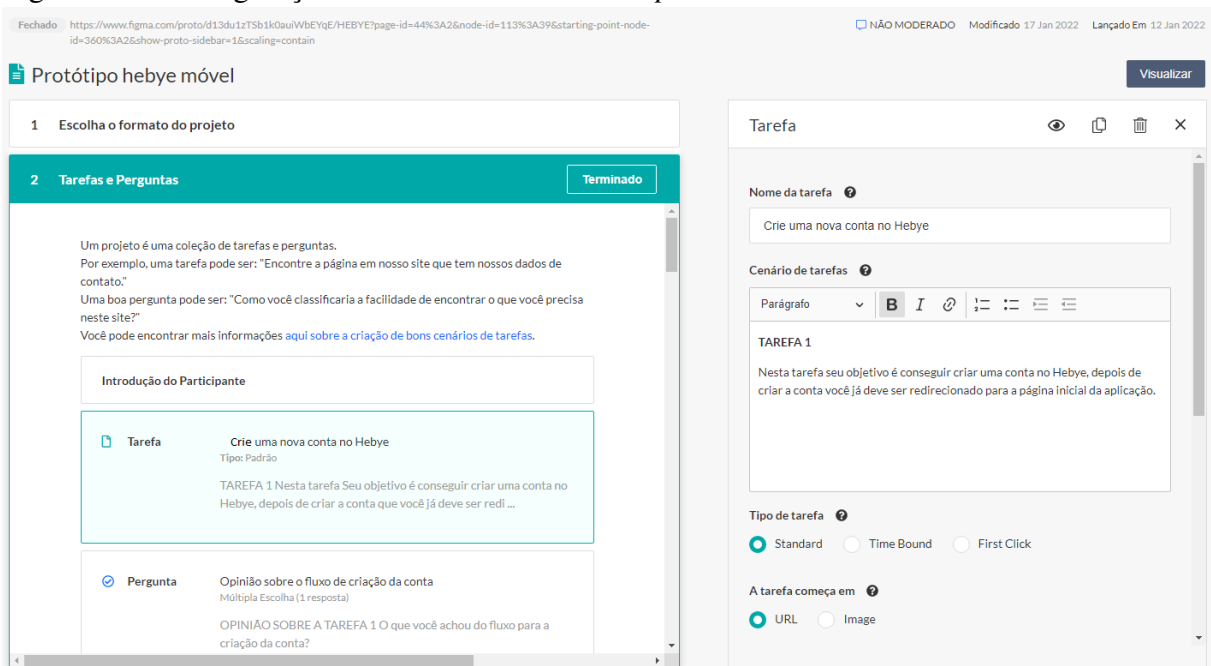 Fechado https://www.figma.com/proto/d13du1zTSb1k0auiWbEYqE/HEBYE?page-id=44%3A2&node-id=113%3A39&starting-point-node-
id=360%3A2&show-proto-sidebar=1&scaling=contain
NÃO MODERADO Modificado 17 Jan 2022 Lançado Em 12 Jan 2022
Protótipo hebye móvel
Visualizar
1 Escolha o formato do projeto
2 Tarefas e Perguntas
Terminado
Um projeto é uma coleção de tarefas e perguntas.
Por exemplo, uma tarefa pode ser: "Encontre a página em nosso site que tem nossos dados de
contato."
Uma boa pergunta pode ser: "Como você classificaria a facilidade de encontrar o que você precisa
neste site?"
Você pode encontrar mais informações aqui sobre a criação de bons cenários de tarefas.
Introdução do Participante
Tarefa
Crie uma nova conta no Hebye
Tipo: Padrão
TAREFA 1 Nesta tarefa Seu objetivo é conseguir criar uma conta no
Hebye, depois de criar a conta que você já deve ser redi ...
Pergunta
Opinião sobre o fluxo de criação da conta
Múltipla Escolha (1 resposta)
OPINIÃO SOBRE A TAREFA 1 O que você achou do fluxo para a
criação da conta?
Tarefa
Nome da tarefa
Crie uma nova conta no Hebye
Cenário de tarefas
Parágrafo B I
TAREFA 1
Nesta tarefa seu objetivo é conseguir criar uma conta no Hebye, depois de
criar a conta você já deve ser redirecionado para a página inicial da aplicação.
Tipo de tarefa
Standard Time Bound First Click
A tarefa começa em
URL Image